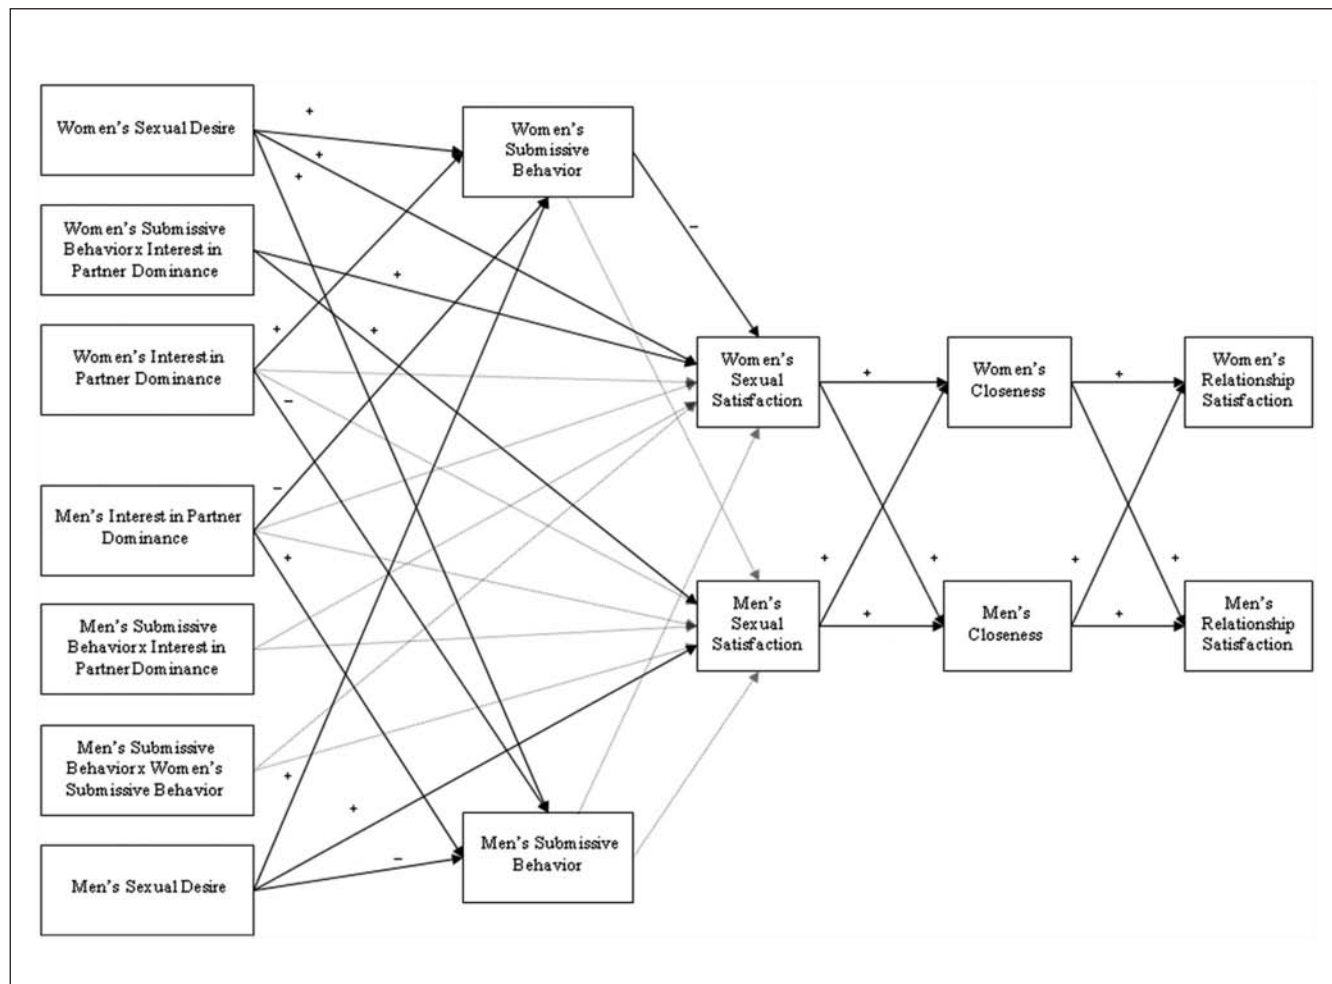 Women's Sexual Desire
Women's Submissive
Behaviorx Interest in
Partner Dominance
Women's Interest in
Partner Dominance
Men's Interest in Partner
Dominance
Men's Submissive
Behaviorx Interest in
Partner Dominance
Men's Submissive
Behaviorx Women's
Submissive Behavior
Men's Sexual Desire
+
+
+
+
+
+
–
–
+
+
+
–
Women's
Submissive
Behavior
Men's Submissive
Behavior
–
Women's
Sexual
Satisfaction
Men's
Sexual
Satisfaction
+
+
+
+
Women's
Closeness
Men's
Closeness
+
+
+
+
Women's
Relationship
Satisfaction
Men's
Relationship
Satisfaction